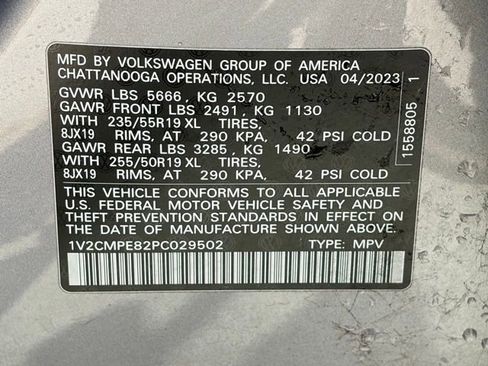 MFD BY VOLKSWAGEN GROUP OF AMERICA
CHATTANOOGA OPERATIONS, LLC. USA 04/2023
GVWR LBS 5666 , KG 2570
GAWR FRONT LBS 2491 , KG 1130
WITH 235/55R19 XL TIRES,
8JX19 RIMS, AT 290 KPA, 42 PSI COLD
GAWR REAR LBS 3285 , KG 1490
WITH 255/50R19 XL TIRES,
8JX19 RIMS, AT 290 KPA, 42 PSI COLD
THIS VEHICLE CONFORMS TO ALL APPLICABLE
U.S. FEDERAL MOTOR VEHICLE SAFETY AND
THEFT PREVENTION STANDARDS IN EFFECT ON
THE DATE OF MANUFACTURE SHOWN ABOVE.
1V2CMPE82PC029502 TYPE: MPV
1558805 1